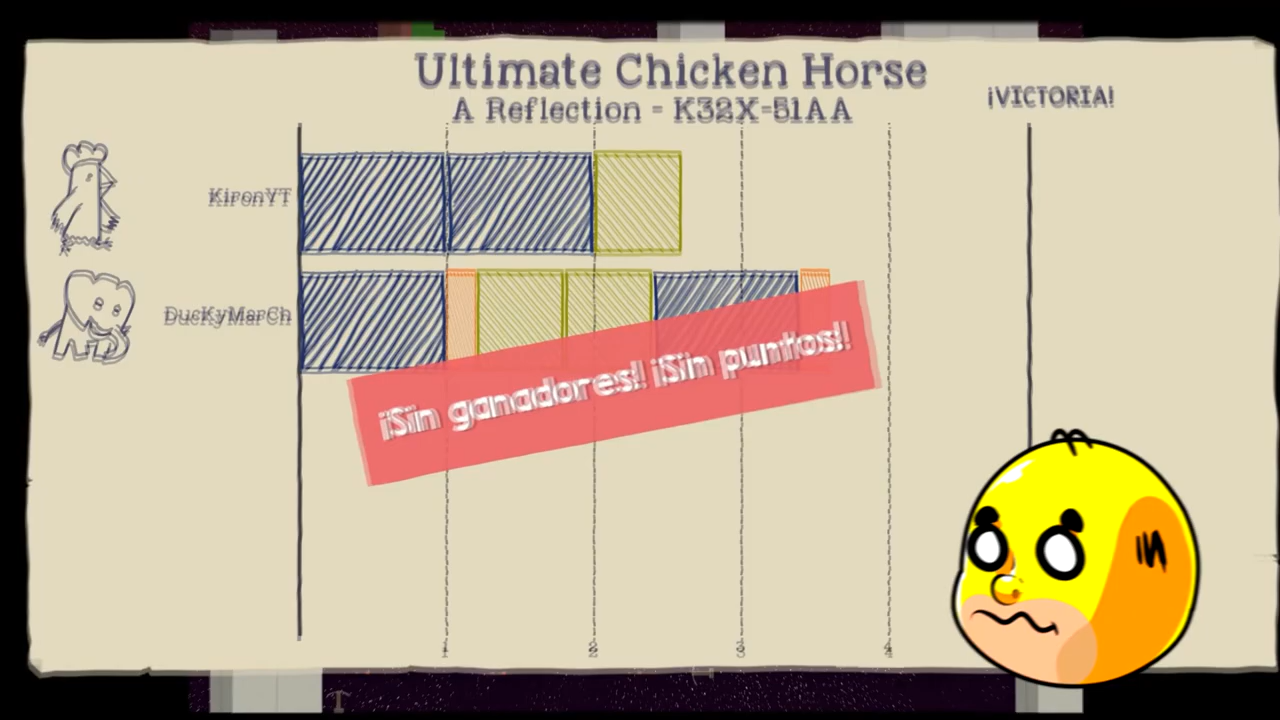 Ultimate Chicken Horse
A Reflection - K32X-51AA
¡VICTORIA!
KironYT
DucKyMarCh
¡Sin ganadores! ¡Sin puntos!